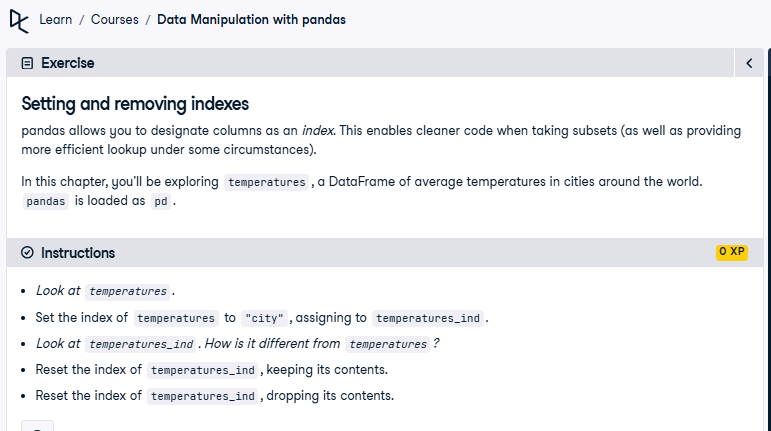 Learn / Courses / Data Manipulation with pandas
Exercise
Setting and removing indexes
pandas allows you to designate columns as an index. This enables cleaner code when taking subsets (as well as providing
more efficient lookup under some circumstances).
In this chapter, you'll be exploring temperatures, a DataFrame of average temperatures in cities around the world.
pandas is loaded as pd.
Instructions 0 XP
• Look at temperatures.
• Set the index of temperatures to "city", assigning to temperatures_ind.
• Look at temperatures_ind. How is it different from temperatures?
• Reset the index of temperatures_ind, keeping its contents.
• Reset the index of temperatures_ind, dropping its contents.